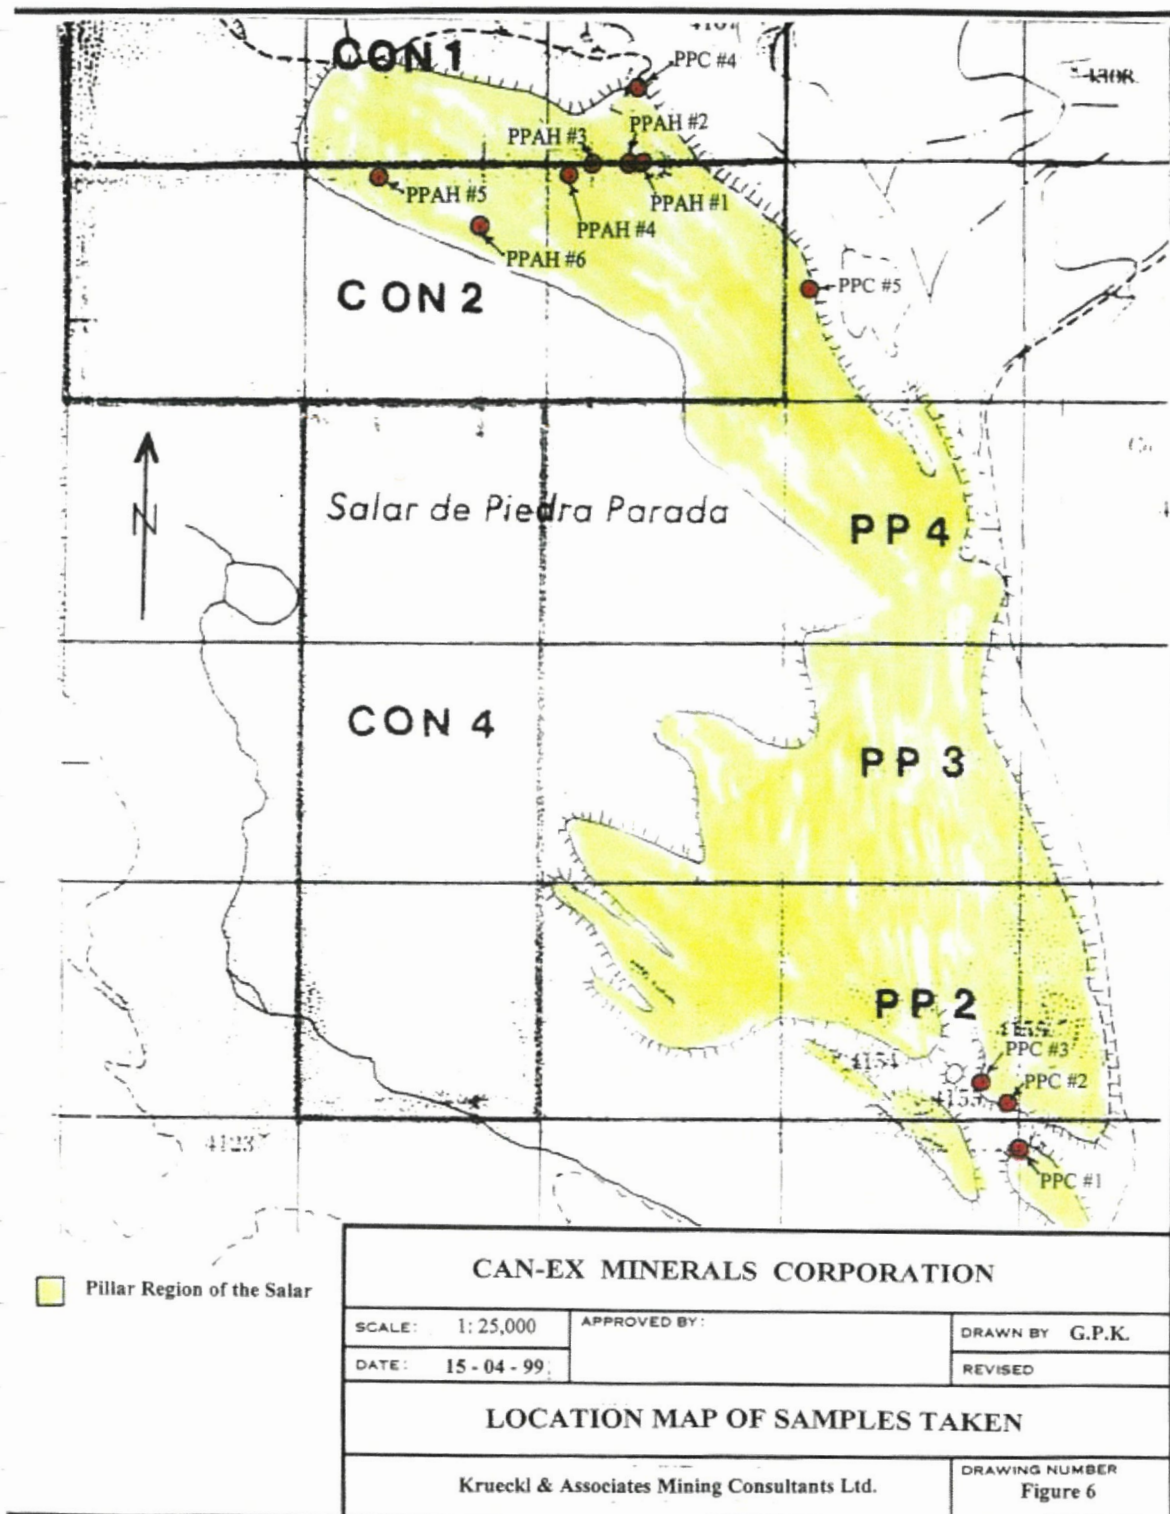 CON 1
PPC #4
4308
PPAH #3
PPAH #2
PPAH #5
PPAH #1
PPAH #4
PPAH #6
CON 2
PPC #5
N
Salar de Piedra Parada
PP 4
CON 4
PP 3
PP 2
PPC #3
4154
PPC #2
4153
4123
PPC #1
Pillar Region of the Salar
CAN-EX MINERALS CORPORATION
SCALE: 1:25,000
APPROVED BY:
DRAWN BY G.P.K.
DATE: 15 - 04 - 99
REVISED
LOCATION MAP OF SAMPLES TAKEN
Krueckl & Associates Mining Consultants Ltd.
DRAWING NUMBER
Figure 6